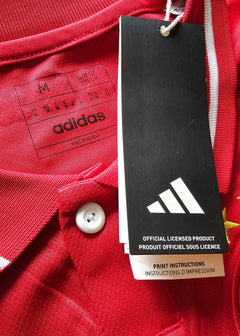 M
adidas
OFFICIAL LICENSED PRODUCT
PRODUIT OFFICIEL SOUS LICENCE
PRINT INSTRUCTIONS
INSTRUCTIONS D'IMPRESSION